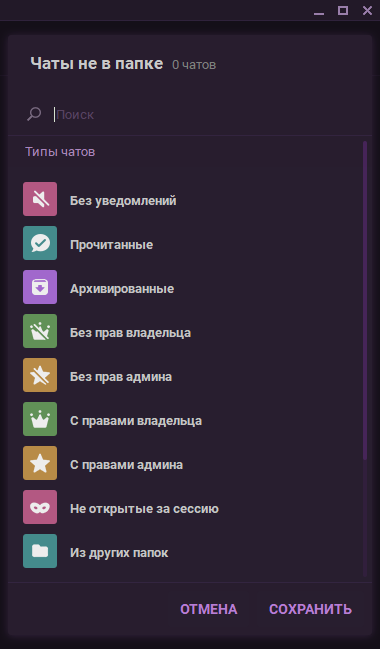 Чаты не в папке 0 чатов
Поиск
Типы чатов
Без уведомлений
Прочитанные
Архивированные
Без прав владельца
Без прав админа
С правами владельца
С правами админа
Не открытые за сессию
Из других папок
ОТМЕНА СОХРАНИТЬ